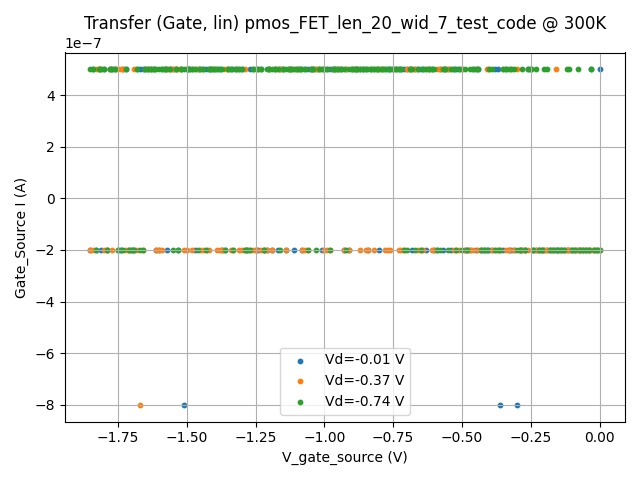 Transfer (Gate, lin) pmos_FET_len_20_wid_7_test_code @ 300K
1e−7
4
2
0
−2
−4
−6
−8
Gate_Source I (A)
Vd=-0.01 V
Vd=-0.37 V
Vd=-0.74 V
−1.75 −1.50 −1.25 −1.00 −0.75 −0.50 −0.25 0.00
V_gate_source (V)